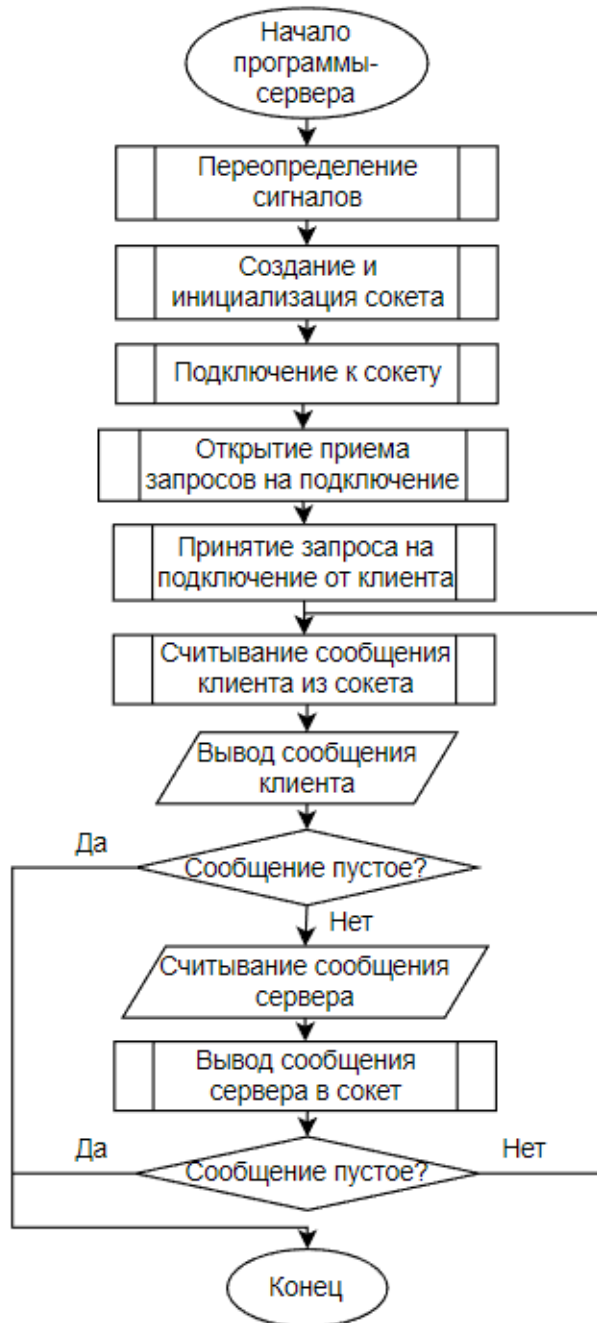 Начало
программы-
сервера
Переопределение
сигналов
Создание и
инициализация сокета
Подключение к сокету
Открытие приема
запросов на подключение
Принятие запроса на
подключение от клиента
Считывание сообщения
клиента из сокета
Вывод сообщения
клиента
Да
Сообщение пустое?
Нет
Считывание сообщения
сервера
Вывод сообщения
сервера в сокет
Да
Сообщение пустое?
Нет
Конец